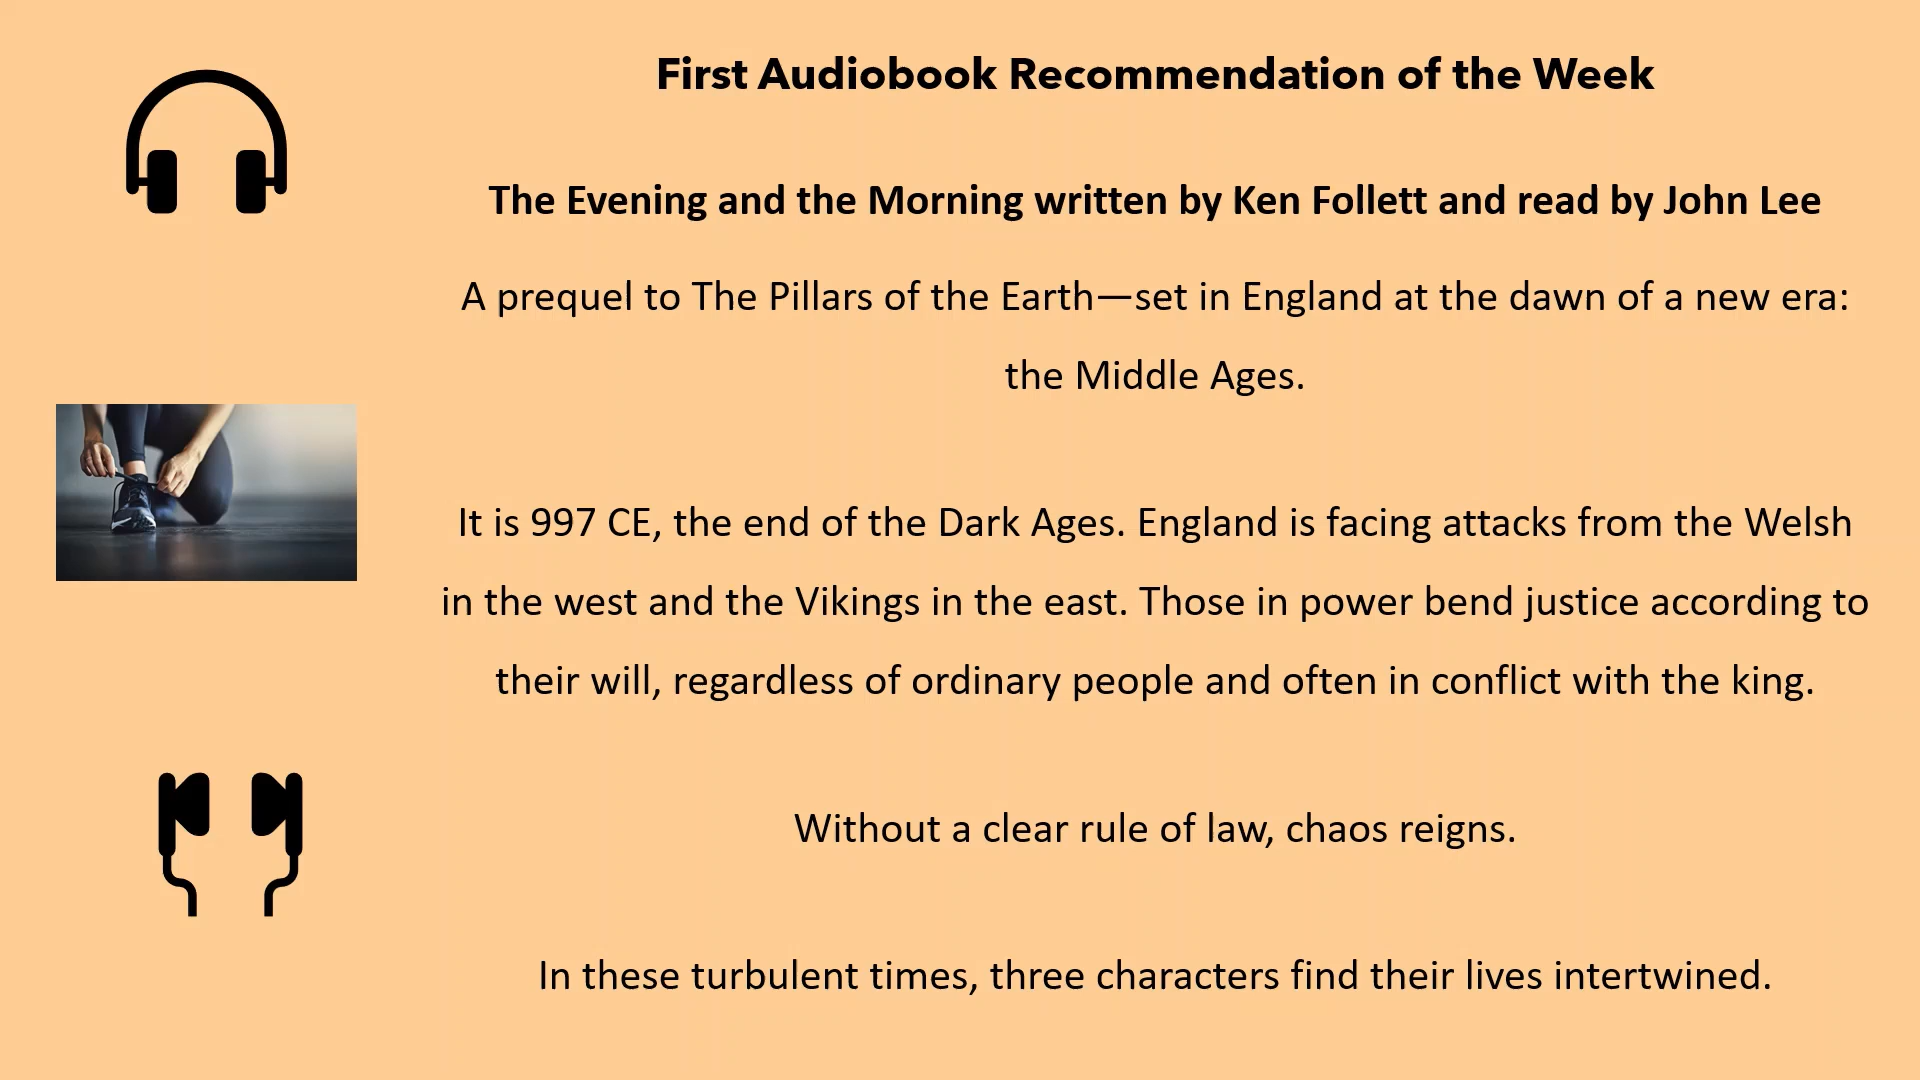 First Audiobook Recommendation of the Week
The Evening and the Morning written by Ken Follett and read by John Lee
A prequel to The Pillars of the Earth—set in England at the dawn of a new era:
the Middle Ages.
It is 997 CE, the end of the Dark Ages. England is facing attacks from the Welsh
in the west and the Vikings in the east. Those in power bend justice according to
their will, regardless of ordinary people and often in conflict with the king.
Without a clear rule of law, chaos reigns.
In these turbulent times, three characters find their lives intertwined.